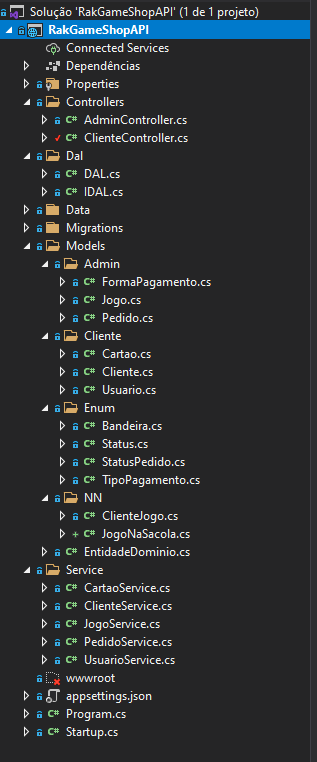 Solução 'RakGameShopAPI' (1 de 1 projeto)
RakGameShopAPI
Connected Services
Dependências
Properties
Controllers
C# AdminController.cs
C# ClienteController.cs
Dal
C# DAL.cs
C# IDAL.cs
Data
Migrations
Models
Admin
C# FormaPagamento.cs
C# Jogo.cs
C# Pedido.cs
Cliente
C# Cartao.cs
C# Cliente.cs
C# Usuario.cs
Enum
C# Bandeira.cs
C# Status.cs
C# StatusPedido.cs
C# TipoPagamento.cs
NN
C# ClienteJogo.cs
+ C# JogoNaSacola.cs
C# EntidadeDominio.cs
Service
C# CartaoService.cs
C# ClienteService.cs
C# JogoService.cs
C# PedidoService.cs
C# UsuarioService.cs
wwwroot
appsettings.json
C# Program.cs
C# Startup.cs